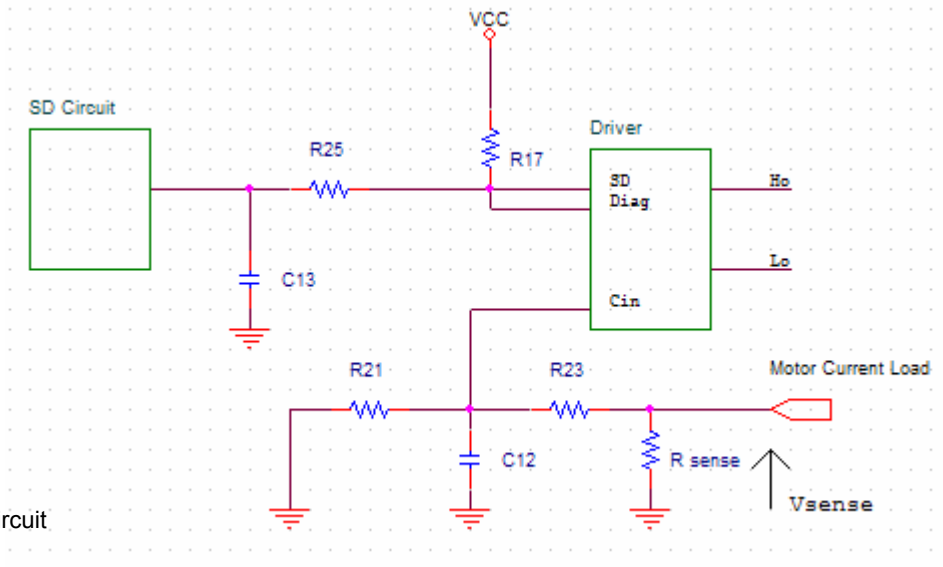 VCC
SD Circuit
Driver
R25
R17
SD
Diag
Ho
Lo
C13
Cin
R21
R23
Motor Current Load
C12
R sense
Vsense
rcuit